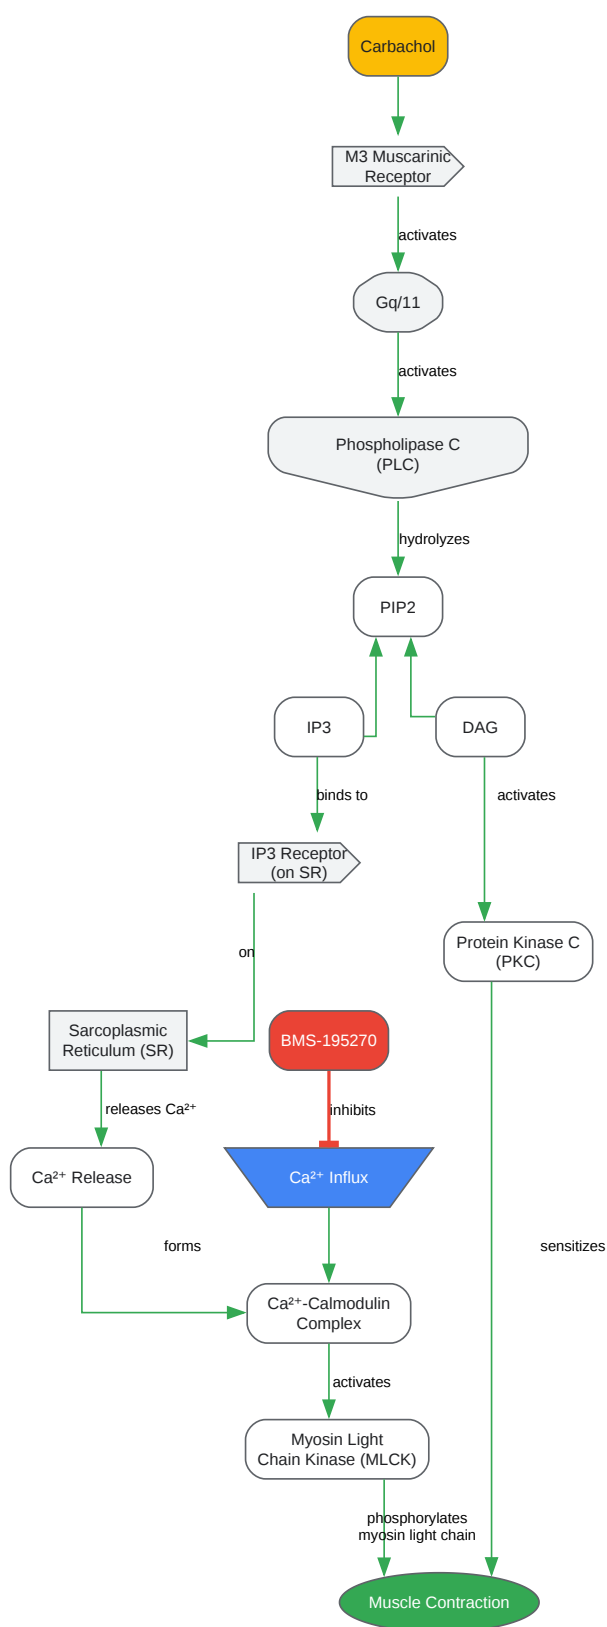 Carbachol
M3 Muscarinic
Receptor
activates
Gq/11
activates
Phospholipase C
(PLC)
hydrolyzes
PIP2
IP3
DAG
binds to
activates
IP3 Receptor
(on SR)
Protein Kinase C
(PKC)
on
Sarcoplasmic
Reticulum (SR)
BMS-195270
releases Ca²⁺
inhibits
Ca²⁺ Release
Ca²⁺ Influx
forms
sensitizes
Ca²⁺-Calmodulin
Complex
activates
Myosin Light
Chain Kinase (MLCK)
phosphorylates
myosin light chain
Muscle Contraction